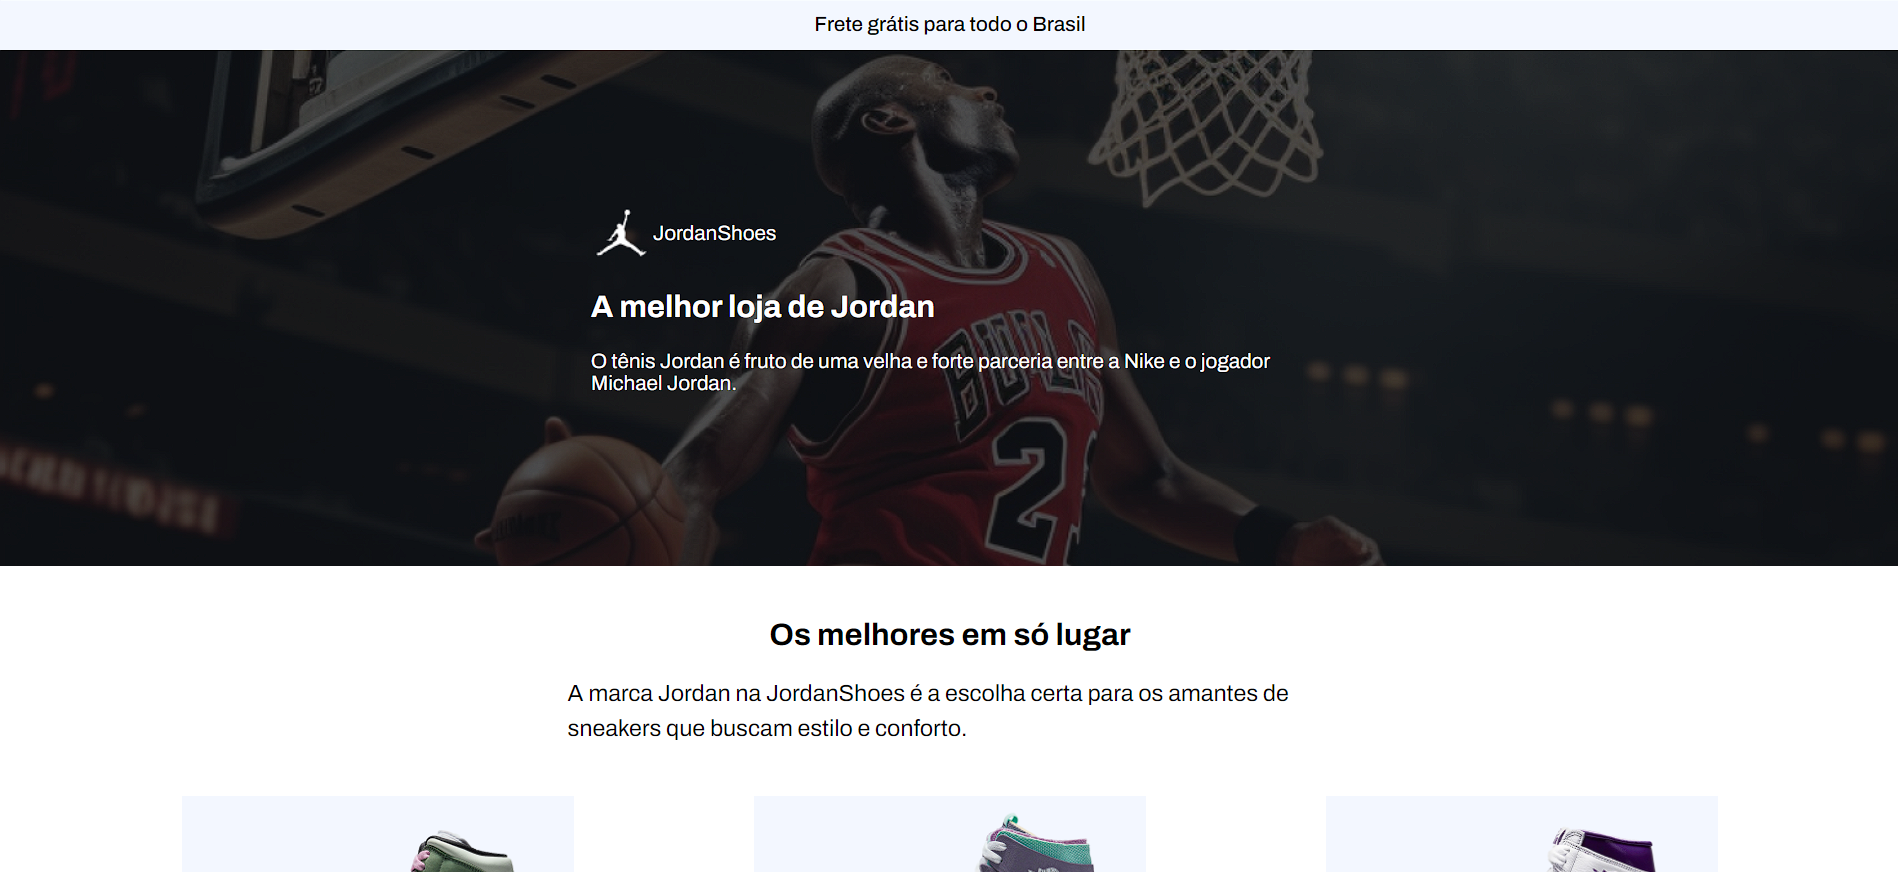 Frete grátis para todo o Brasil
JordanShoes
A melhor loja de Jordan
O tênis Jordan é fruto de uma velha e forte parceria entre a Nike e o jogador
Michael Jordan.
BULLS
2
Os melhores em só lugar
A marca Jordan na JordanShoes é a escolha certa para os amantes de
sneakers que buscam estilo e conforto.